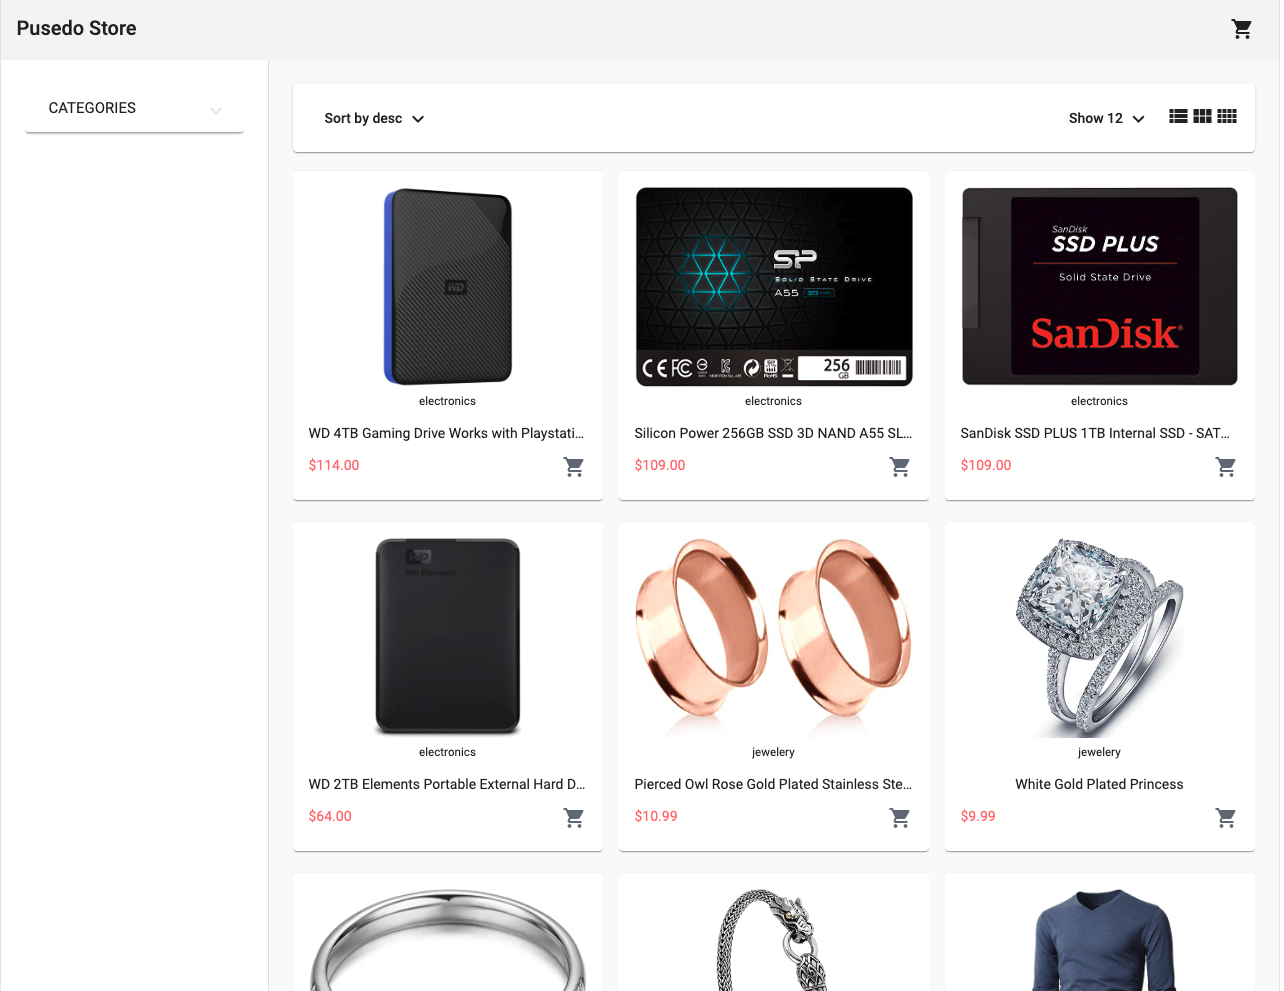 Pusedo Store
CATEGORIES
Sort by desc
Show 12
WD
SP
SOLID STATE DRIVE
A55
256
GB
SanDisk
SSD PLUS
Solid State Drive
SanDisk
electronics
electronics
electronics
WD 4TB Gaming Drive Works with Playstati...
Silicon Power 256GB SSD 3D NAND A55 SL...
SanDisk SSD PLUS 1TB Internal SSD - SAT...
$114.00
$109.00
$109.00
WD
WD Elements
electronics
jewelery
jewelery
WD 2TB Elements Portable External Hard D...
Pierced Owl Rose Gold Plated Stainless Ste...
White Gold Plated Princess
$64.00
$10.99
$9.99